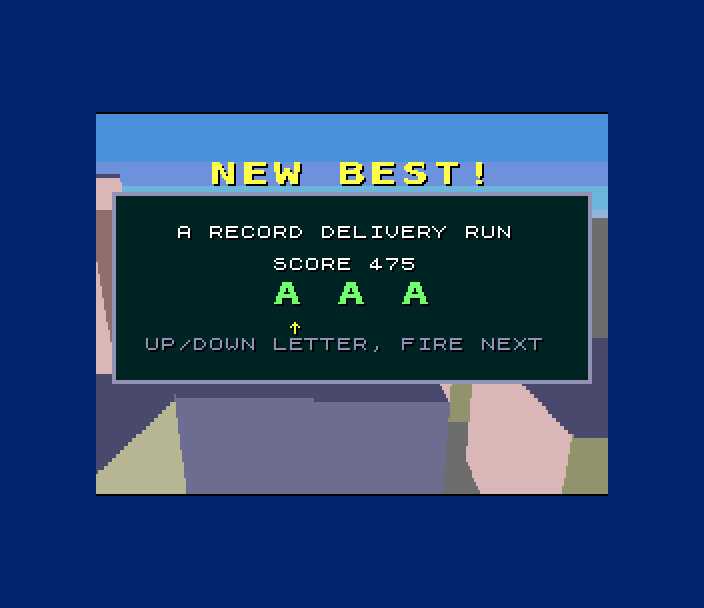 NEW BEST!
A RECORD DELIVERY RUN
SCORE 475
A A A
↑
UP/DOWN LETTER, FIRE NEXT